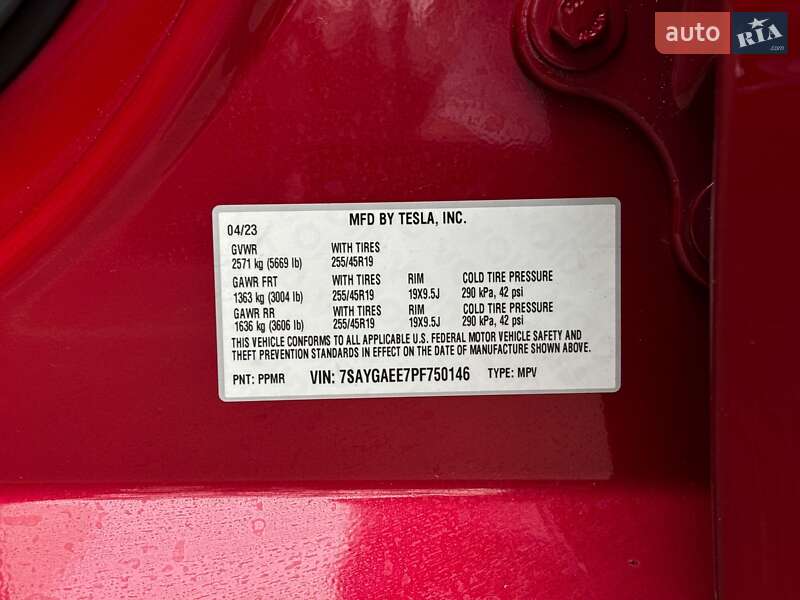 auto RIA.com
MFD BY TESLA, INC.
04/23
GVWR WITH TIRES
2571 kg (5669 lb) 255/45R19
GAWR FRT WITH TIRES RIM COLD TIRE PRESSURE
1363 kg (3004 lb) 255/45R19 19X9.5J 290 kPa, 42 psi
GAWR RR WITH TIRES RIM COLD TIRE PRESSURE
1636 kg (3606 lb) 255/45R19 19X9.5J 290 kPa, 42 psi
THIS VEHICLE CONFORMS TO ALL APPLICABLE U.S. FEDERAL MOTOR VEHICLE SAFETY AND
THEFT PREVENTION STANDARDS IN EFFECT ON THE DATE OF MANUFACTURE SHOWN ABOVE.
PNT: PPMR VIN: 7SAYGAEE7PF750146 TYPE: MPV